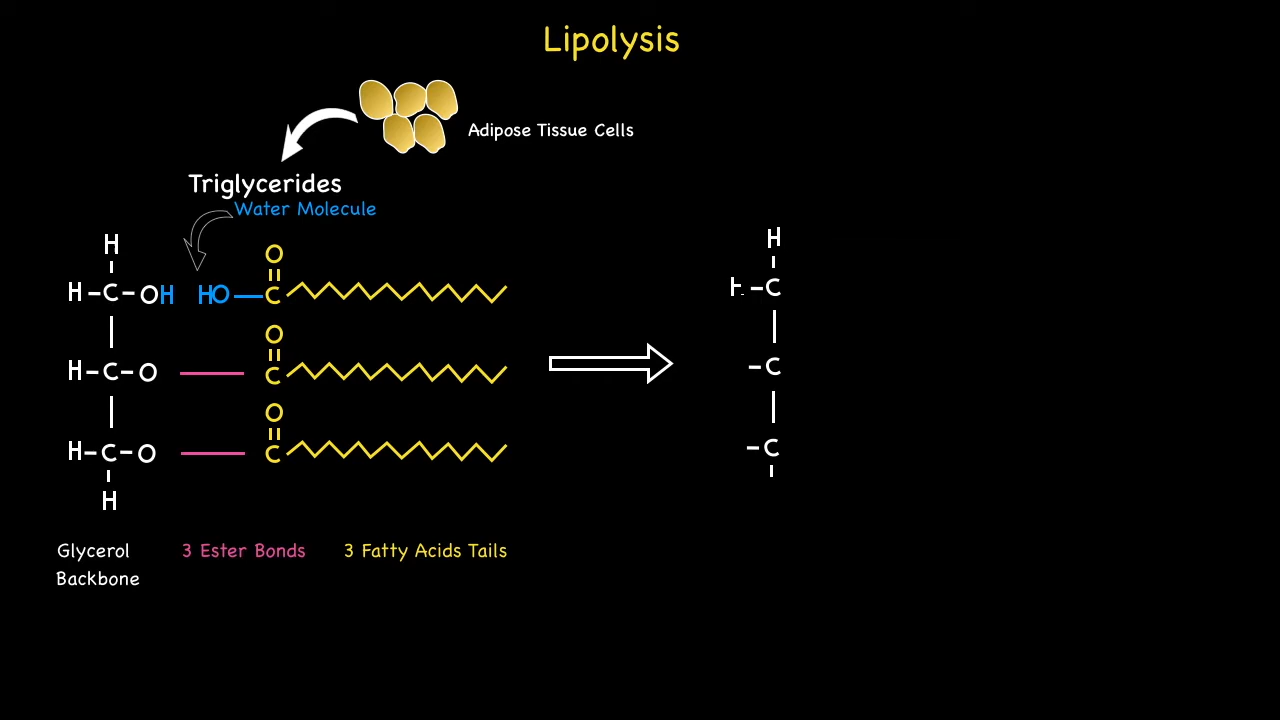 Lipolysis
Adipose Tissue Cells
Triglycerides
Water Molecule
H
O
H – C – OH HO – C
O
H – C – O C
O
H – C – O C
H
H
H – C
– C
– C
Glycerol
Backbone
3 Ester Bonds
3 Fatty Acids Tails